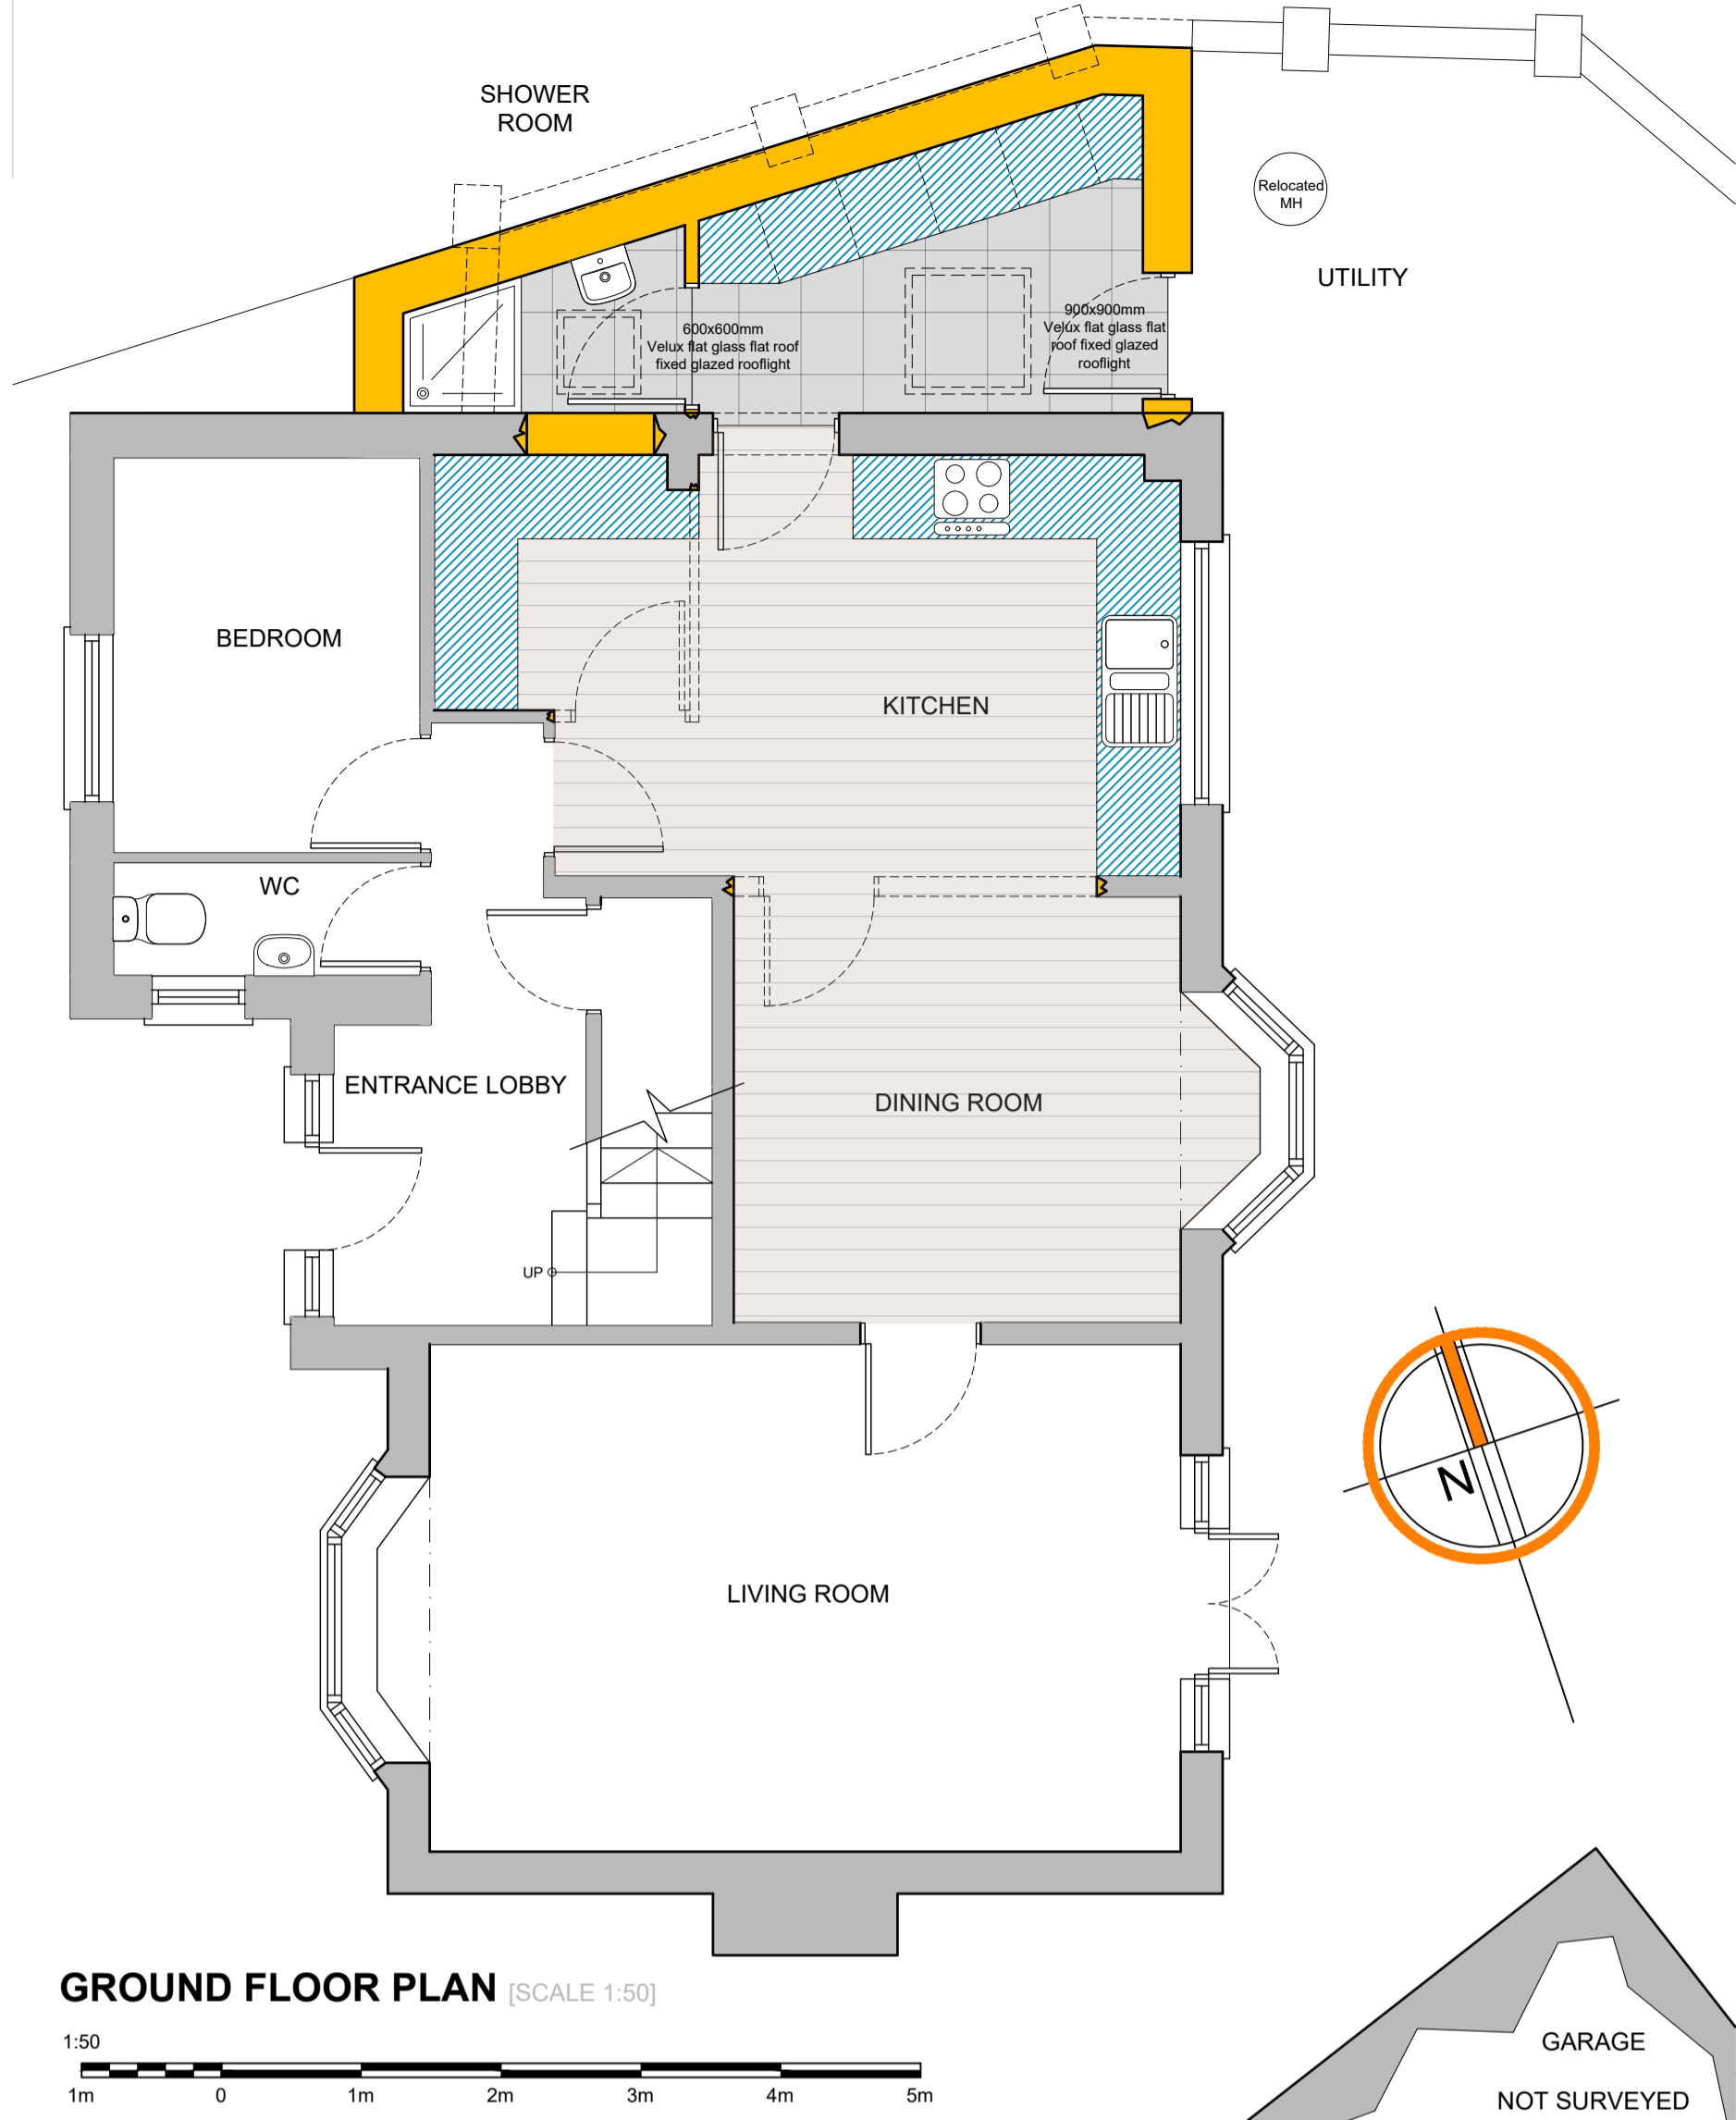 SHOWER
ROOM
Relocated
MH
UTILITY
600x600mm
Velux flat glass flat roof
fixed glazed rooflight
900x900mm
Velux flat glass flat
roof fixed glazed
rooflight
BEDROOM
KITCHEN
WC
ENTRANCE LOBBY
DINING ROOM
UP
N
LIVING ROOM
GROUND FLOOR PLAN [SCALE 1:50]
1:50
1m 0 1m 2m 3m 4m 5m
GARAGE
NOT SURVEYED